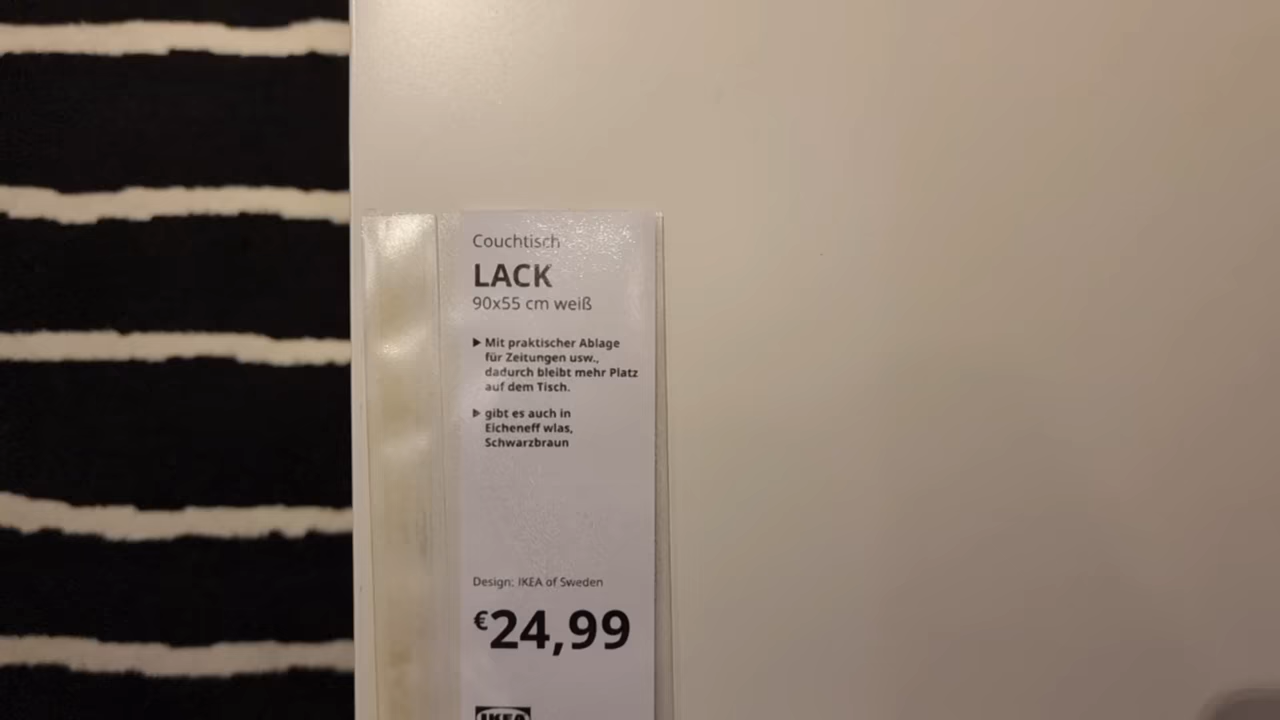 Couchtisch
LACK
90x55 cm weiß
▶ Mit praktischer Ablage
für Zeitungen usw.,
dadurch bleibt mehr Platz
auf dem Tisch.
▶ gibt es auch in
Eicheneff wlas,
Schwarzbraun
Design: IKEA of Sweden
€24,99
IKEA